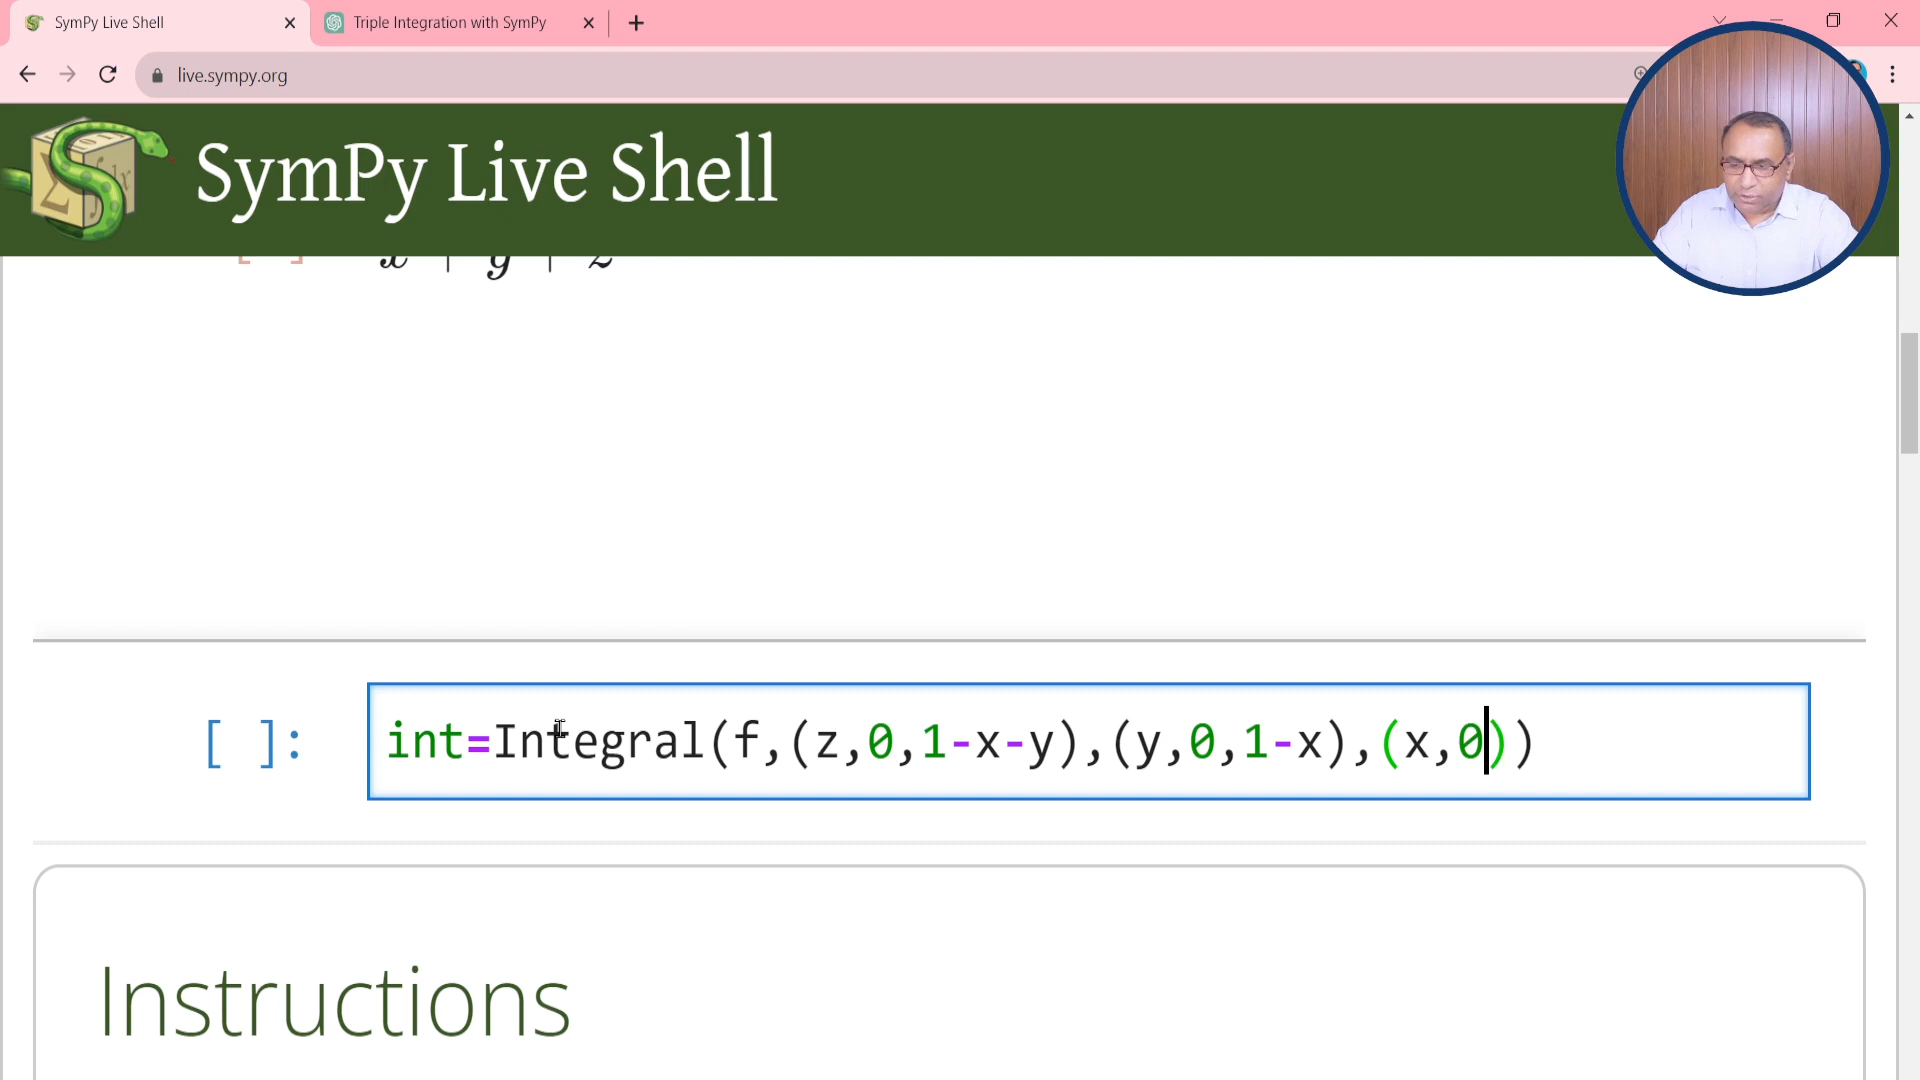 SymPy Live Shell
Triple Integration with SymPy
live.sympy.org
SymPy Live Shell
[ ]:
int=Integral(f,(z,0,1-x-y),(y,0,1-x),(x,0))
Instructions